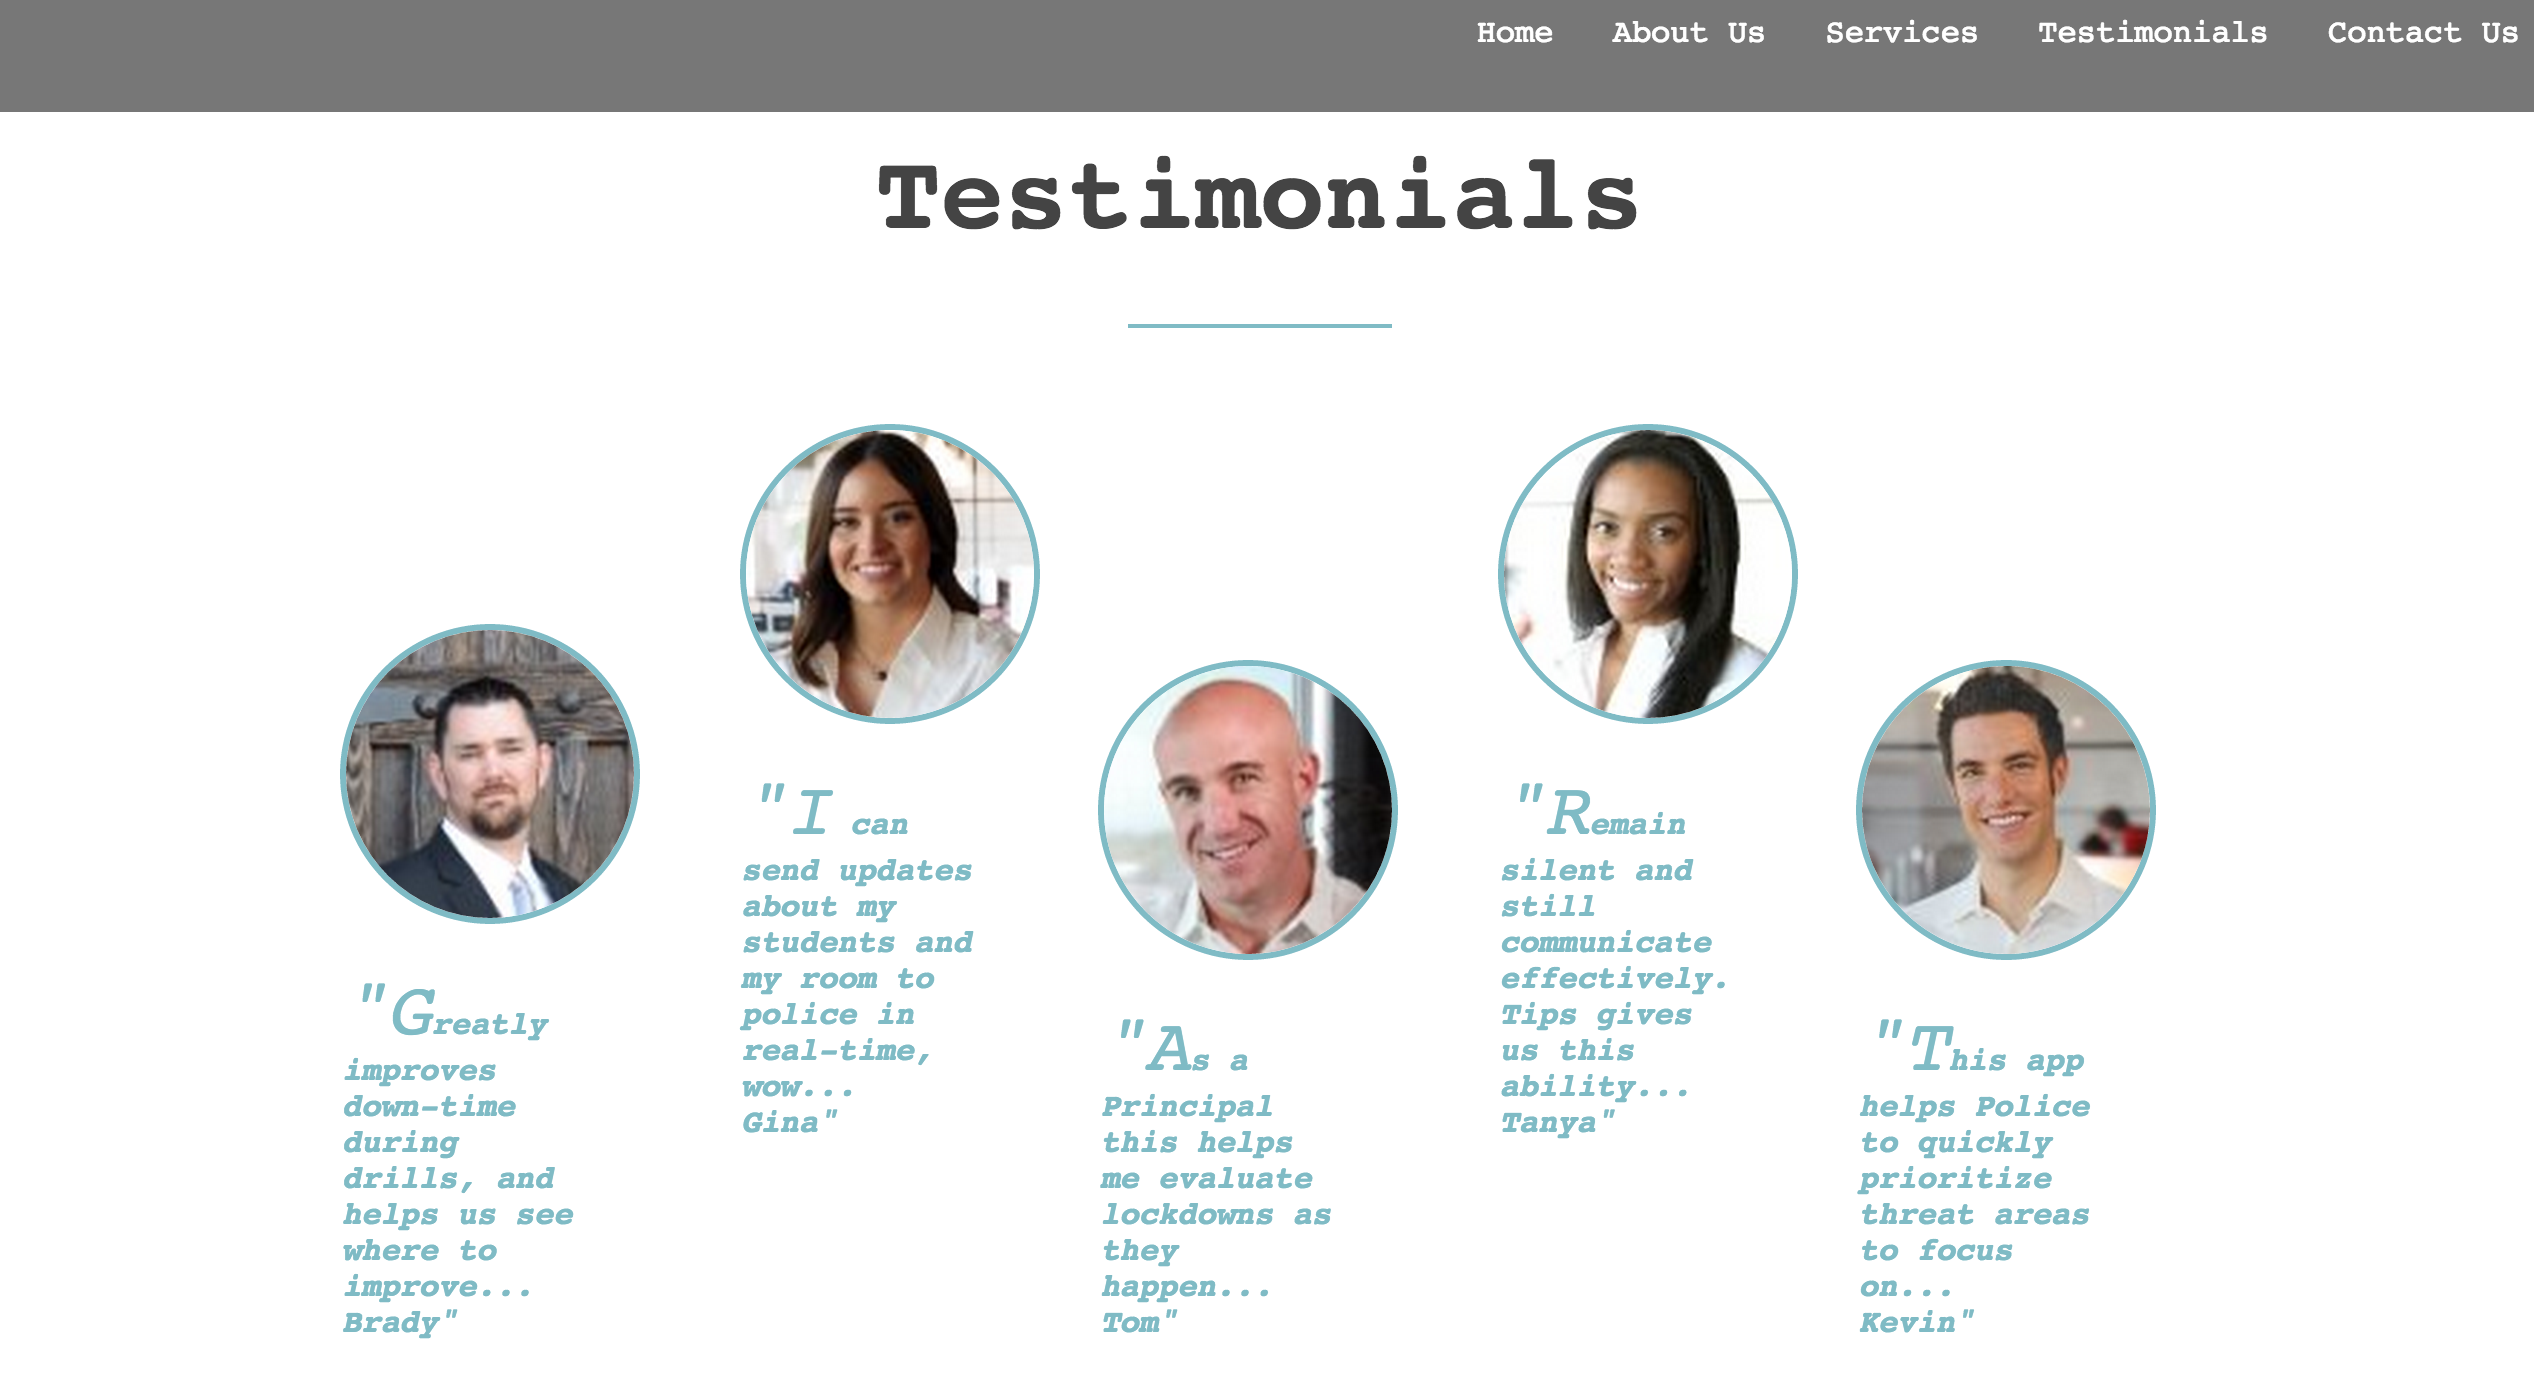 Home About Us Services Testimonials Contact Us
Testimonials
"Greatly
improves
down-time
during
drills, and
helps us see
where to
improve...
Brady"
"I can
send updates
about my
students and
my room to
police in
real-time,
wow...
Gina"
"As a
Principal
this helps
me evaluate
lockdowns as
they
happen...
Tom"
"Remain
silent and
still
communicate
effectively.
Tips gives
us this
ability...
Tanya"
"This app
helps Police
to quickly
prioritize
threat areas
to focus
on...
Kevin"